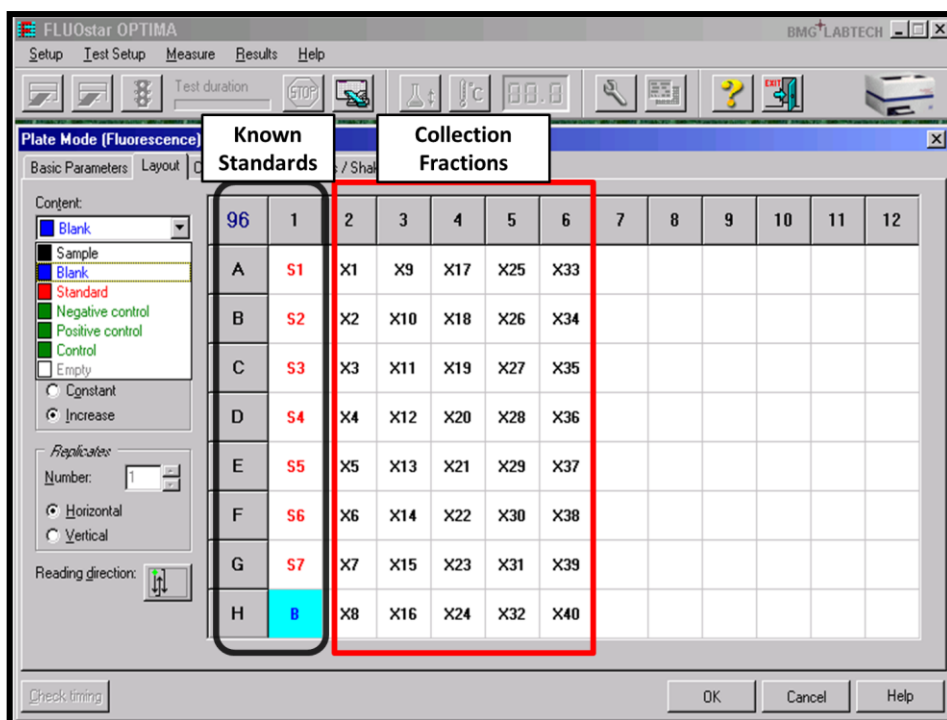 FLUOstar OPTIMA
BMG LABTECH
Setup Test Setup Measure Results Help
Test duration
STOP
°C
88.8
EXIT
?
Plate Mode (Fluorescence)
Known
Standards
Collection
Fractions
Basic Parameters Layout
Content:
Blank
Sample
Blank
Standard
Negative control
Positive control
Control
Empty
Constant
Increase
Replicates
Number: 1
Horizontal
Vertical
Reading direction:
96 1 2 3 4 5 6 7 8 9 10 11 12
A S1 X1 X9 X17 X25 X33
B S2 X2 X10 X18 X26 X34
C S3 X3 X11 X19 X27 X35
D S4 X4 X12 X20 X28 X36
E S5 X5 X13 X21 X29 X37
F S6 X6 X14 X22 X30 X38
G S7 X7 X15 X23 X31 X39
H B X8 X16 X24 X32 X40
Check timing OK Cancel Help